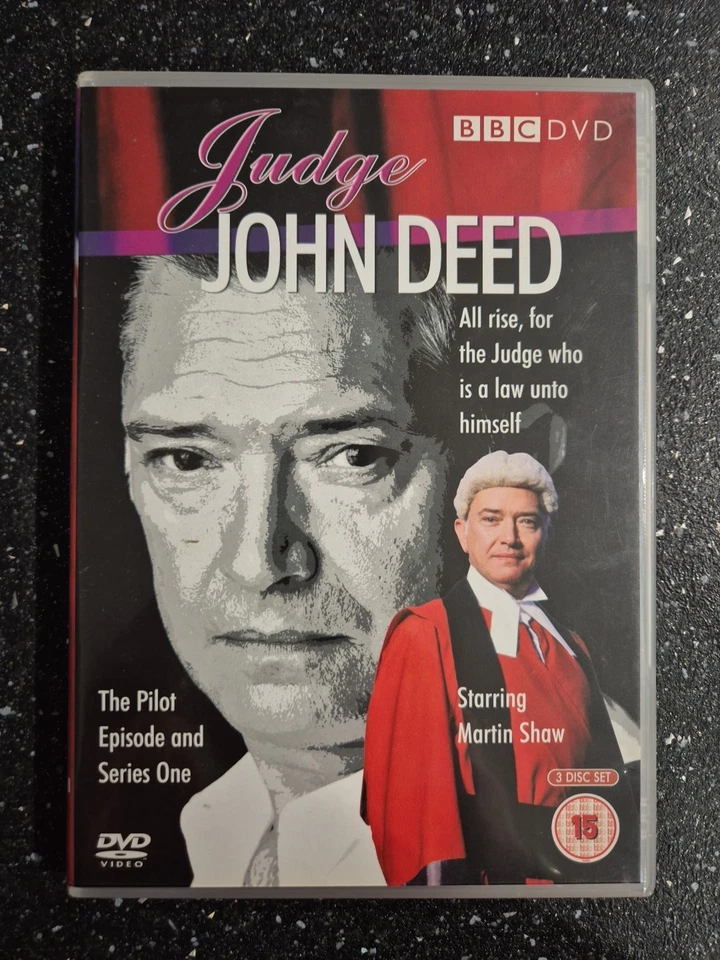 BBC DVD
Judge
JOHN DEED
All rise, for
the Judge who
is a law unto
himself
The Pilot
Episode and
Series One
Starring
Martin Shaw
3 DISC SET
15
DVD
VIDEO